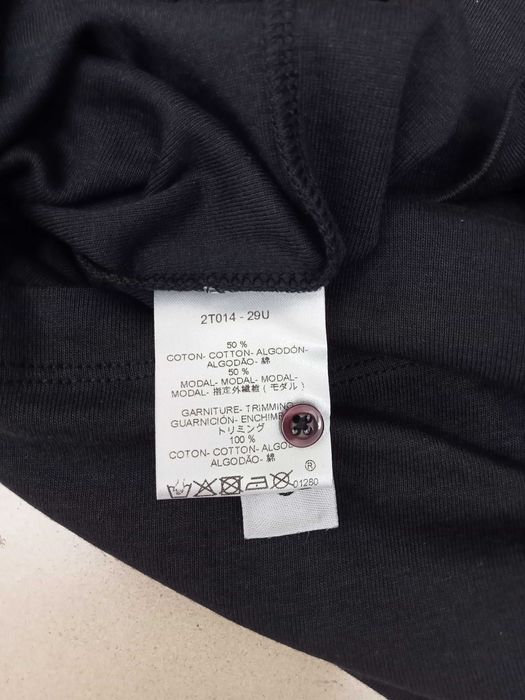 2T014 - 29U
50 %
COTON- COTTON- ALGODÓN-
ALGODÃO- 綿
50 %
MODAL- MODAL- MODAL-
MODAL- 指定外繊維 ( モダル )
GARNITURE- TRIMMING
GUARNICIÓN- ENCHIM
トリミング
100 %
COTON- COTTON- ALGOD
ALGODÃO- 綿
®
01280